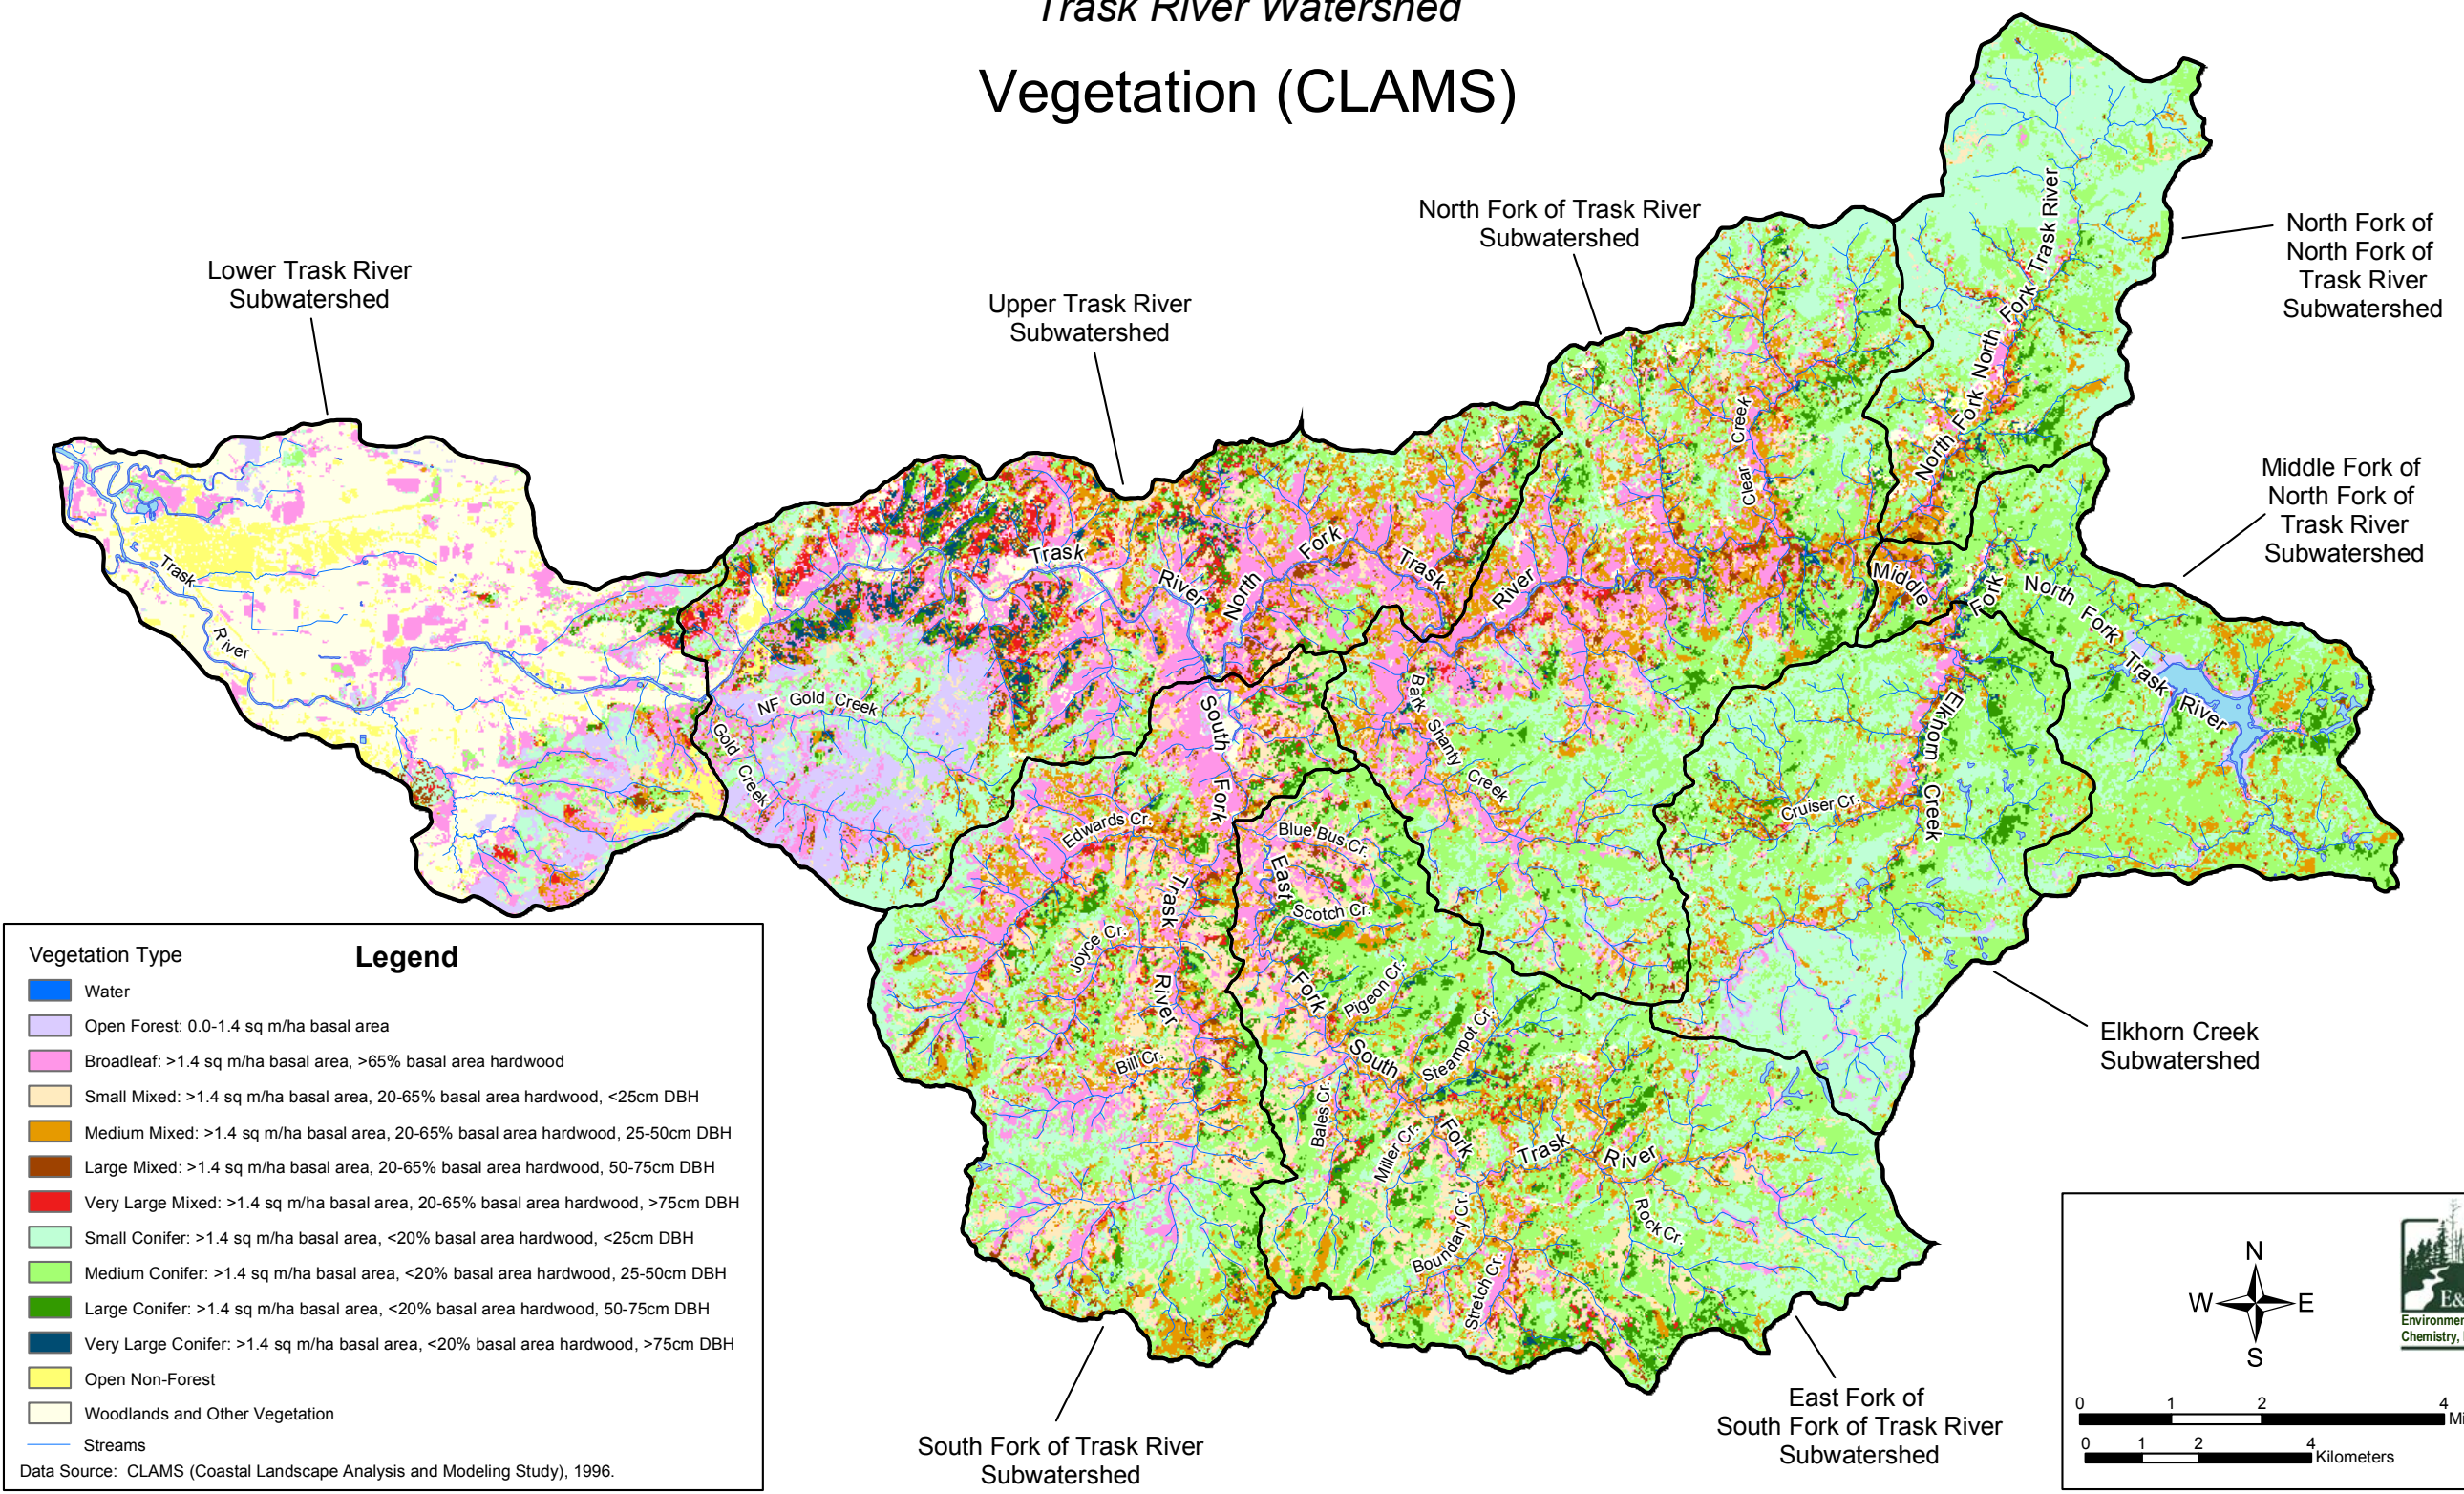 Trask River Watershed
Vegetation (CLAMS)
North Fork of Trask River
Subwatershed
North Fork of
North Fork of
Trask River
Subwatershed
Lower Trask River
Subwatershed
Upper Trask River
Subwatershed
Middle Fork of
North Fork of
Trask River
Subwatershed
Elkhorn Creek
Subwatershed
East Fork of
South Fork of Trask River
Subwatershed
South Fork of Trask River
Subwatershed
Trask
River
Trask
River
North
Fork
Trask
River
Clear Creek
North Fork North Fork Trask River
Middle
Fork
North
Fork
Trask
River
NF Gold Creek
Gold Creek
South
Fork
Trask
River
Bark Shanty Creek
Elkhorn Creek
Cruiser Cr.
Edwards Cr.
Blue Bus Cr.
East
Fork
South
Fork
Trask
River
Scotch Cr.
Joyce Cr.
Pigeon Cr.
Steampot Cr.
Bill Cr.
Bales Cr.
Miller Cr.
Boundary Cr.
Stretch Cr.
Rock Cr.
Legend
Vegetation Type
Water
Open Forest: 0.0-1.4 sq m/ha basal area
Broadleaf: >1.4 sq m/ha basal area, >65% basal area hardwood
Small Mixed: >1.4 sq m/ha basal area, 20-65% basal area hardwood, <25cm DBH
Medium Mixed: >1.4 sq m/ha basal area, 20-65% basal area hardwood, 25-50cm DBH
Large Mixed: >1.4 sq m/ha basal area, 20-65% basal area hardwood, 50-75cm DBH
Very Large Mixed: >1.4 sq m/ha basal area, 20-65% basal area hardwood, >75cm DBH
Small Conifer: >1.4 sq m/ha basal area, <20% basal area hardwood, <25cm DBH
Medium Conifer: >1.4 sq m/ha basal area, <20% basal area hardwood, 25-50cm DBH
Large Conifer: >1.4 sq m/ha basal area, <20% basal area hardwood, 50-75cm DBH
Very Large Conifer: >1.4 sq m/ha basal area, <20% basal area hardwood, >75cm DBH
Open Non-Forest
Woodlands and Other Vegetation
Streams
Data Source: CLAMS (Coastal Landscape Analysis and Modeling Study), 1996.
N
W E
S
E&
Environmen
Chemistry,
0 1 2 4
Mi
0 1 2 4
Kilometers